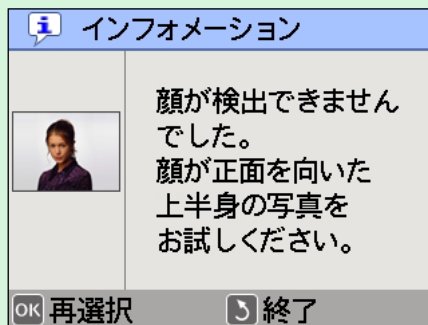 インフォメーション
顔が検出できません
でした。
顔が正面を向いた
上半身の写真を
お試しください。
OK 再選択 終了